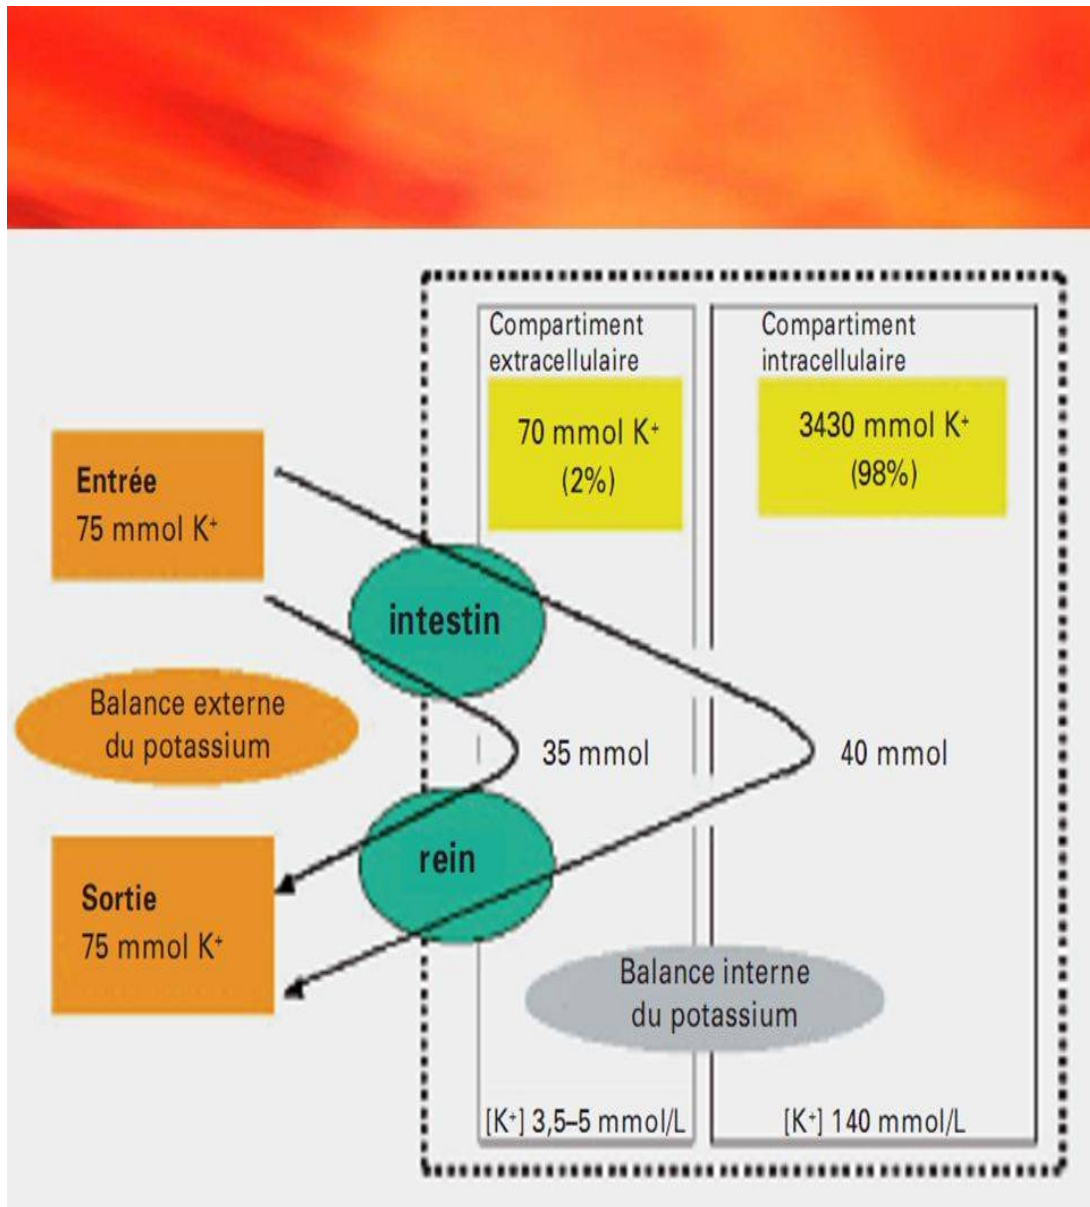 Compartiment
extracellulaire
70 mmol K⁺
(2%)
Compartiment
intracellulaire
3430 mmol K⁺
(98%)
Entrée
75 mmol K⁺
intestin
Balance externe
du potassium
35 mmol
40 mmol
rein
Sortie
75 mmol K⁺
Balance interne
du potassium
[K⁺] 3,5–5 mmol/L
[K⁺] 140 mmol/L